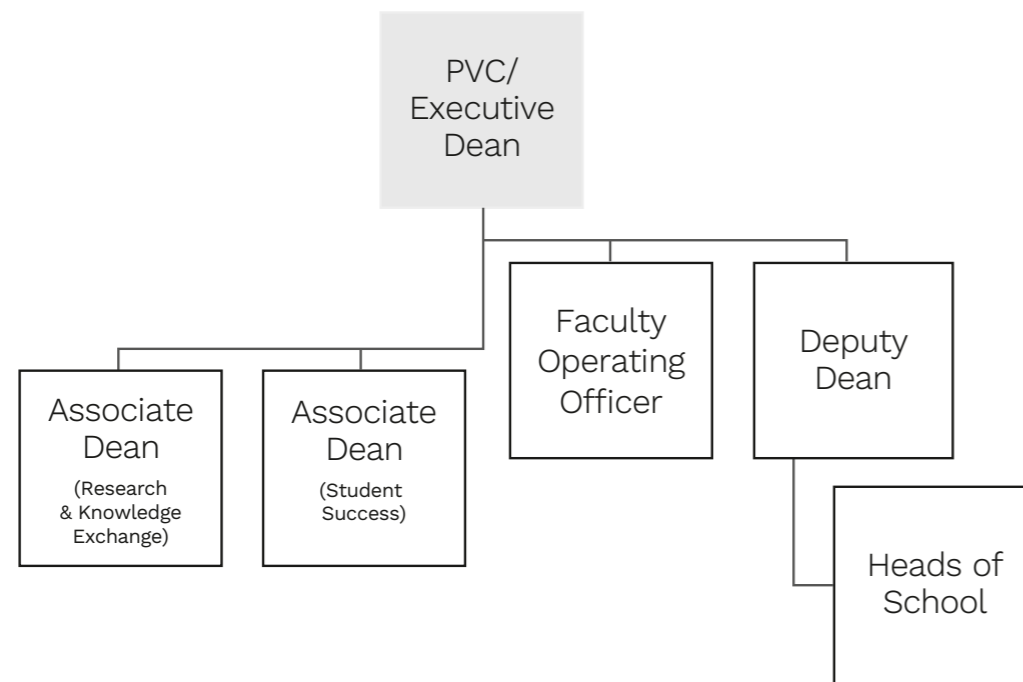 PVC/
Executive
Dean
Faculty
Operating
Officer
Deputy
Dean
Associate
Dean
(Research
& Knowledge
Exchange)
Associate
Dean
(Student
Success)
Heads of
School